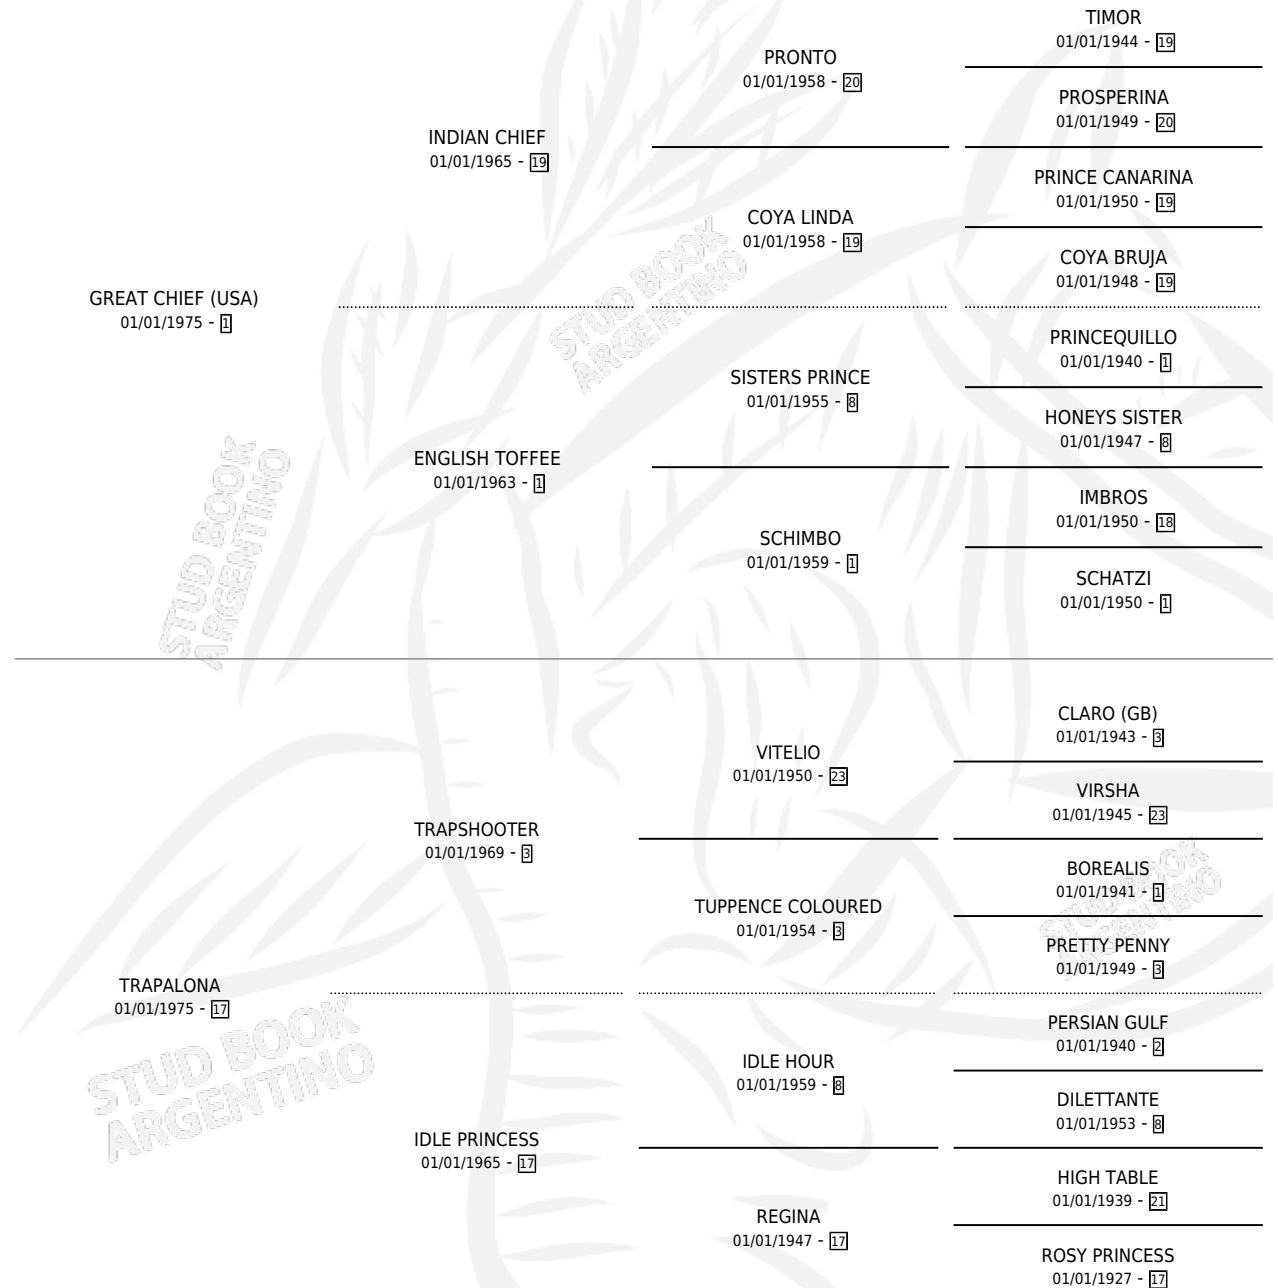 TIMOR
01/01/1944 - 19
PRONTO
01/01/1958 - 20
PROSPERINA
01/01/1949 - 20
INDIAN CHIEF
01/01/1965 - 19
PRINCE CANARINA
01/01/1950 - 19
COYA LINDA
01/01/1958 - 19
COYA BRUJA
01/01/1948 - 19
GREAT CHIEF (USA)
01/01/1975 - 1
PRINCEQUILLO
01/01/1940 - 1
SISTERS PRINCE
01/01/1955 - 8
HONEYS SISTER
01/01/1947 - 8
ENGLISH TOFFEE
01/01/1963 - 1
IMBROS
01/01/1950 - 18
SCHIMBO
01/01/1959 - 1
SCHATZI
01/01/1950 - 1
STUD BOOK
ARGENTINO
STUD BOOK
ARGENTINO
CLARO (GB)
01/01/1943 - 3
VITELIO
01/01/1950 - 23
VIRSHA
01/01/1945 - 23
TRAPSHOOTER
01/01/1969 - 3
BOREALIS
01/01/1941 - 1
TUPPENCE COLOURED
01/01/1954 - 3
PRETTY PENNY
01/01/1949 - 3
STUD BOOK
ARGENTINO
TRAPALONA
01/01/1975 - 17
PERSIAN GULF
01/01/1940 - 2
IDLE HOUR
01/01/1959 - 8
DILETTANTE
01/01/1953 - 8
STUD BOOK
ARGENTINO
IDLE PRINCESS
01/01/1965 - 17
HIGH TABLE
01/01/1939 - 21
REGINA
01/01/1947 - 17
ROSY PRINCESS
01/01/1927 - 17